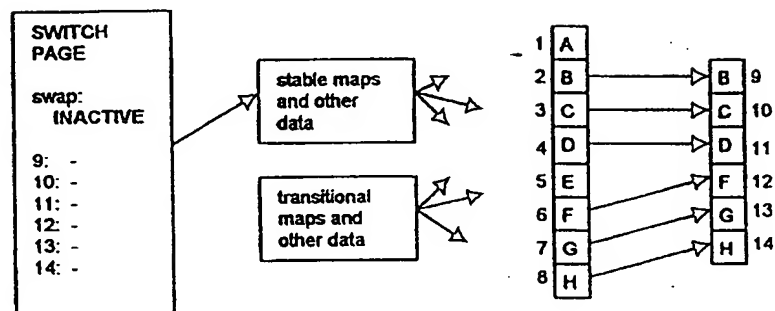 SWITCH
PAGE
swap:
INACTIVE
9: -
10: -
11: -
12: -
13: -
14: -
stable maps
and other
data
transitional
maps and
other data
1 A
2 B
3 C
4 D
5 E
6 F
7 G
8 H
B 9
C 10
D 11
F 12
G 13
H 14